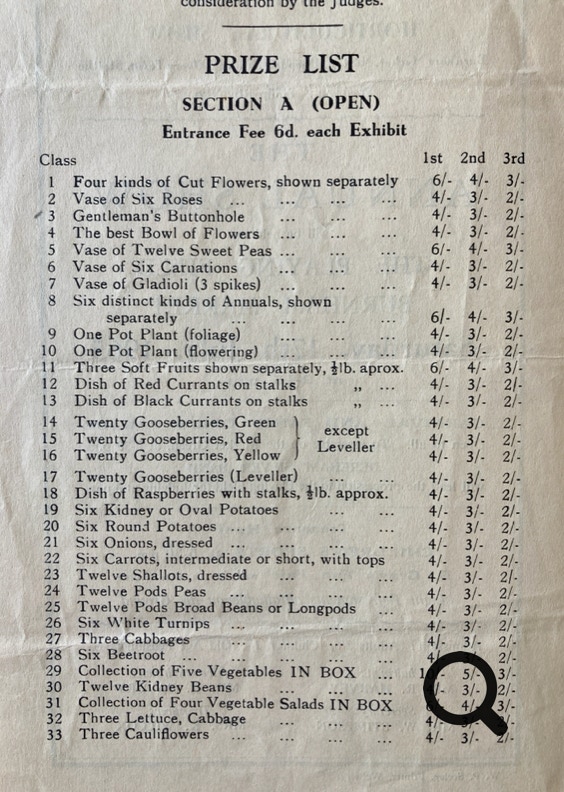 consideration by the judges.
PRIZE LIST
SECTION A (OPEN)
Entrance Fee 6d. each Exhibit
Class 1st 2nd 3rd
1 Four kinds of Cut Flowers, shown separately 6/- 4/- 3/-
2 Vase of Six Roses ... ... ... ... 4/- 3/- 2/-
3 Gentleman's Buttonhole ... ... ... 4/- 3/- 2/-
4 The best Bowl of Flowers ... ... ... 4/- 3/- 2/-
5 Vase of Twelve Sweet Peas ... ... ... 6/- 4/- 3/-
6 Vase of Six Carnations ... ... ... 4/- 3/- 2/-
7 Vase of Gladioli (3 spikes) ... ... ... 4/- 3/- 2/-
8 Six distinct kinds of Annuals, shown
separately ... ... ... ... 6/- 4/- 3/-
9 One Pot Plant (foliage) ... ... ... 4/- 3/- 2/-
10 One Pot Plant (flowering) ... ... ... 4/- 3/- 2/-
11 Three Soft Fruits shown separately, ½lb. aprox. 6/- 4/- 3/-
12 Dish of Red Currants on stalks „ ... 4/- 3/- 2/-
13 Dish of Black Currants on stalks „ ... 4/- 3/- 2/-
14 Twenty Gooseberries, Green 4/- 3/- 2/-
except
15 Twenty Gooseberries, Red 4/- 3/- 2/-
Leveller
16 Twenty Gooseberries, Yellow 4/- 3/- 2/-
17 Twenty Gooseberries (Leveller) ... ... 4/- 3/- 2/-
18 Dish of Raspberries with stalks, ½lb. approx. 4/- 3/- 2/-
19 Six Kidney or Oval Potatoes ... ... 4/- 3/- 2/-
20 Six Round Potatoes ... ... ... ... 4/- 3/- 2/-
21 Six Onions, dressed ... ... ... ... 4/- 3/- 2/-
22 Six Carrots, intermediate or short, with tops 4/- 3/- 2/-
23 Twelve Shallots, dressed ... ... ... 4/- 3/- 2/-
24 Twelve Pods Peas ... ... ... ... 4/- 3/- 2/-
25 Twelve Pods Broad Beans or Longpods ... 4/- 3/- 2/-
26 Six White Turnips ... ... ... ... 4/- 3/- 2/-
27 Three Cabbages ... ... ... ... 4/- 3/- 2/-
28 Six Beetroot ... ... ... ... ... 4/- 3/- 2/-
29 Collection of Five Vegetables IN BOX ... 5/- 3/-
30 Twelve Kidney Beans ... ... ... 3/- 2/-
31 Collection of Four Vegetable Salads IN BOX 4/-
32 Three Lettuce, Cabbage ... ... ... 4/- 3/-
33 Three Cauliflowers ... ... ... ... 4/- 3/- 2/-